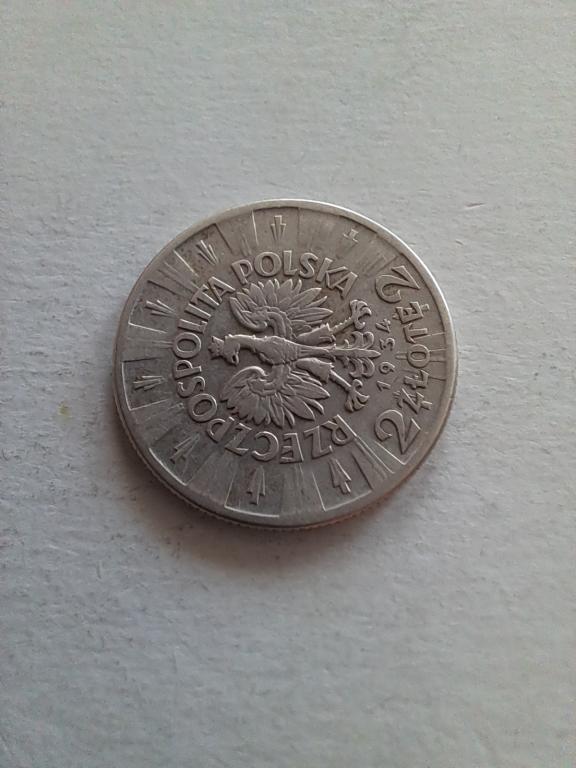 RZECZPOSPOLITA POLSKA
1934
2 ZŁOTE 2